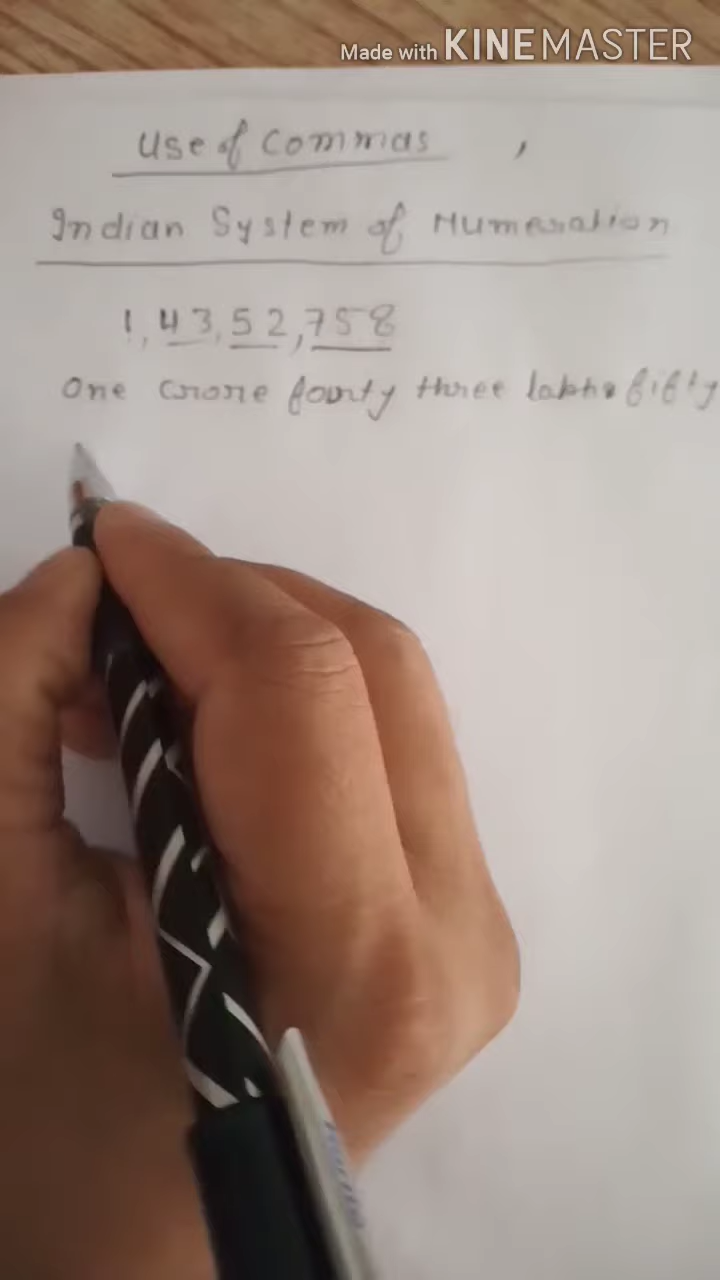 Made with KINEMASTER
Use of Commas ,
Indian System of Numeration
1,43,52,758
One Crore fourty three lakhs fifty